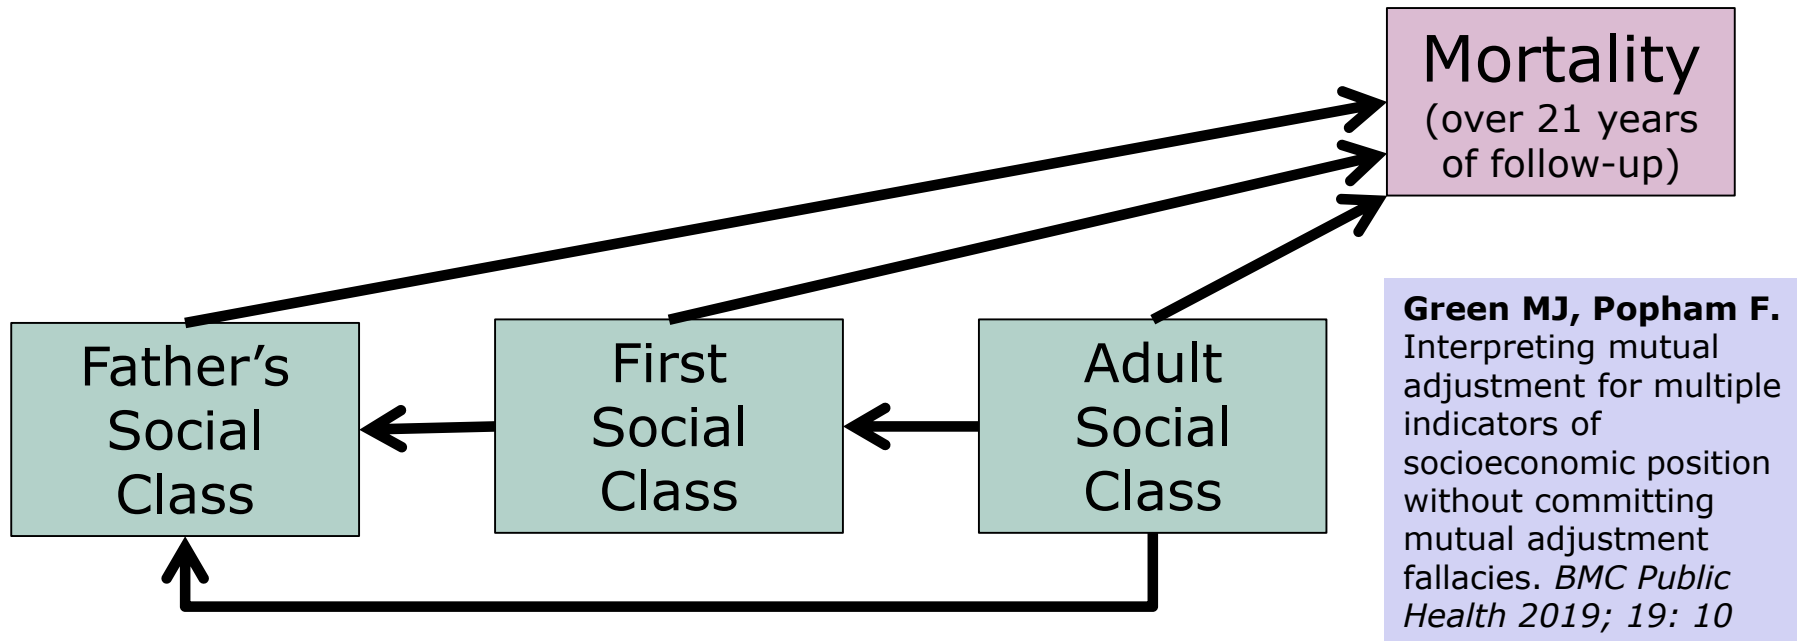 Mortality
(over 21 years
of follow-up)
Father’s
Social
Class
First
Social
Class
Adult
Social
Class
Green MJ, Popham F.
Interpreting mutual
adjustment for multiple
indicators of
socioeconomic position
without committing
mutual adjustment
fallacies. BMC Public
Health 2019; 19: 10